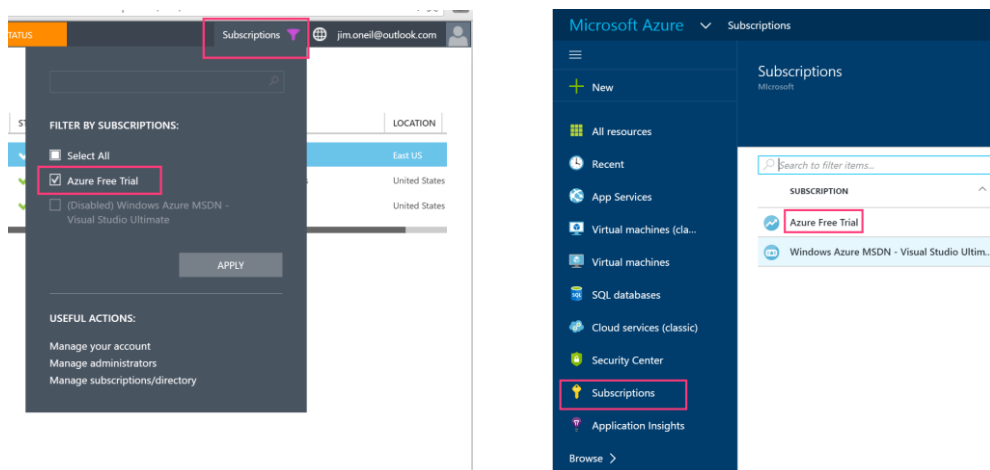 TATUS
Subscriptions
jim.oneil@outlook.com
FILTER BY SUBSCRIPTIONS:
Select All
Azure Free Trial
(Disabled) Windows Azure MSDN -
Visual Studio Ultimate
APPLY
USEFUL ACTIONS:
Manage your account
Manage administrators
Manage subscriptions/directory
ST
LOCATION
East US
United States
United States
Microsoft Azure Subscriptions
New
All resources
Recent
App Services
Virtual machines (cla...
Virtual machines
SQL databases
Cloud services (classic)
Security Center
Subscriptions
Application Insights
Browse >
Subscriptions
Microsoft
Search to filter items...
SUBSCRIPTION
Azure Free Trial
Windows Azure MSDN - Visual Studio Ultim...